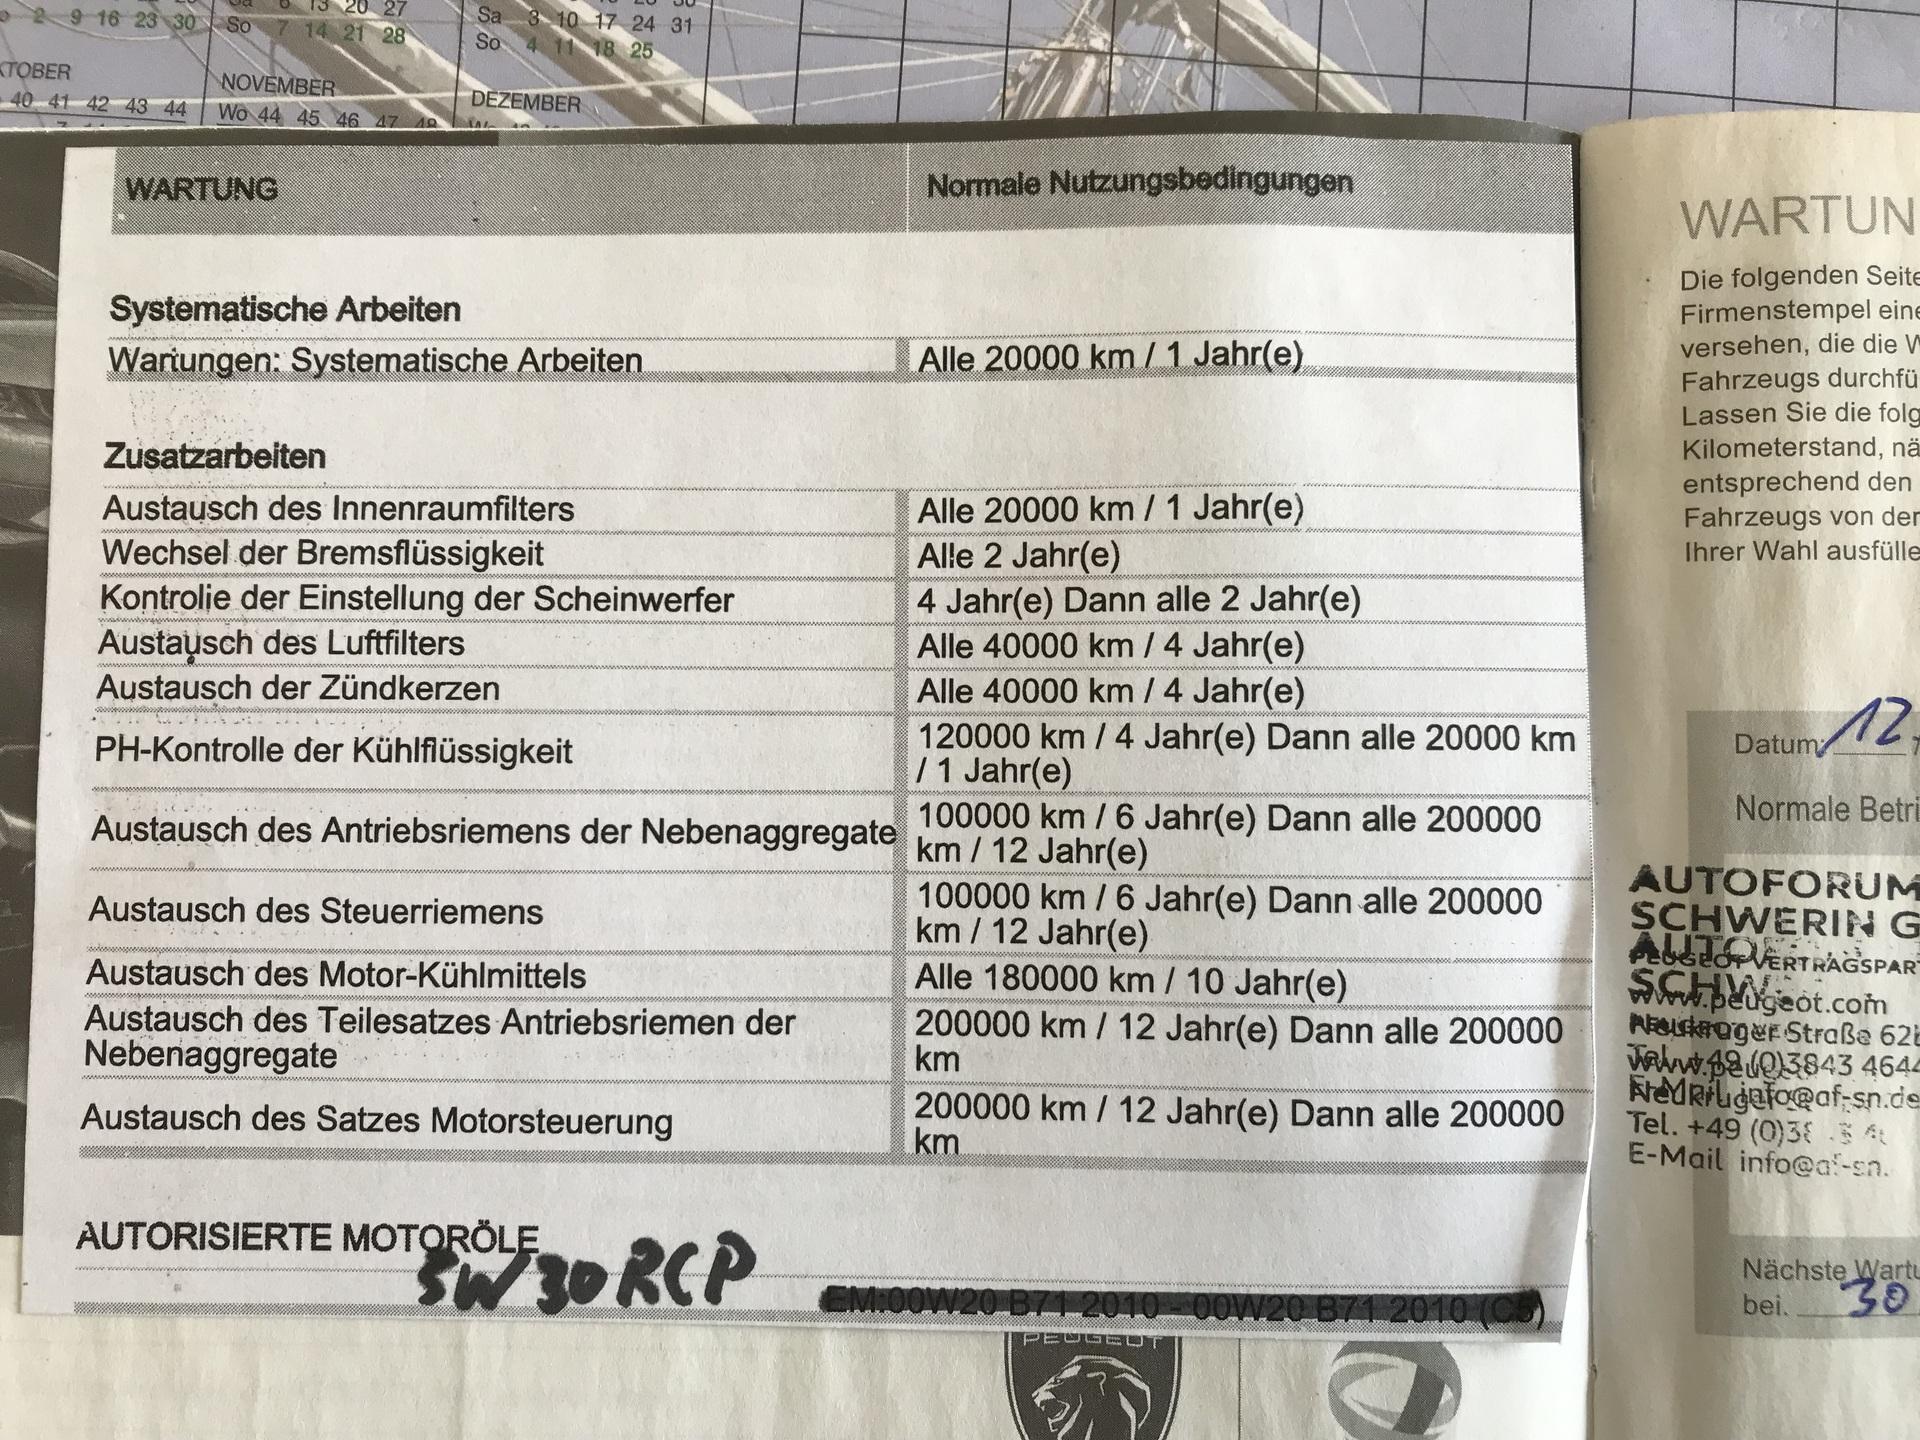 2 9 16 23 30
6 13 20 27
So 7 14 21 28
Sa 3 10 17 24 31
So 4 11 18 25
40 41 42 43 44
NOVEMBER
Wo 44 45 46 47 48
DEZEMBER
WARTUNG Normale Nutzungsbedingungen
Systematische Arbeiten
Wartungen: Systematische Arbeiten Alle 20000 km / 1 Jahr(e)
Zusatzarbeiten
Austausch des Innenraumfilters Alle 20000 km / 1 Jahr(e)
Wechsel der Bremsflüssigkeit Alle 2 Jahr(e)
Kontrolle der Einstellung der Scheinwerfer 4 Jahr(e) Dann alle 2 Jahr(e)
Austausch des Luftfilters Alle 40000 km / 4 Jahr(e)
Austausch der Zündkerzen Alle 40000 km / 4 Jahr(e)
PH-Kontrolle der Kühlflüssigkeit 120000 km / 4 Jahr(e) Dann alle 20000 km
/ 1 Jahr(e)
Austausch des Antriebsriemens der Nebenaggregate 100000 km / 6 Jahr(e) Dann alle 200000
km / 12 Jahr(e)
Austausch des Steuerriemens 100000 km / 6 Jahr(e) Dann alle 200000
km / 12 Jahr(e)
Austausch des Motor-Kühlmittels Alle 180000 km / 10 Jahr(e)
Austausch des Teilesatzes Antriebsriemen der 200000 km / 12 Jahr(e) Dann alle 200000
Nebenaggregate km
Austausch des Satzes Motorsteuerung 200000 km / 12 Jahr(e) Dann alle 200000
km
AUTORISIERTE MOTORÖLE
5W30 RCP
EM:00W20 B71 2010 - 00W20 B71 2010 (C5)
PEUGEOT
WARTUN
Die folgenden Seite
Firmenstempel eine
versehen, die die W
Fahrzeugs durchfü
Lassen Sie die folg
Kilometerstand, nä
entsprechend den
Fahrzeugs von der
Ihrer Wahl ausfülle
Datum: 12
Normale Betri
AUTOFORUM
SCHWERIN G
PEUGEOT VERTRAGSPAR
www.peugeot.com
Neukruger Straße 62
Tel. +49 (0)3843 4644
E-Mail info@af-sn.de
Tel. +49 (0)38
E-Mail info@af-sn.
Nächste Wartu
bei. 30